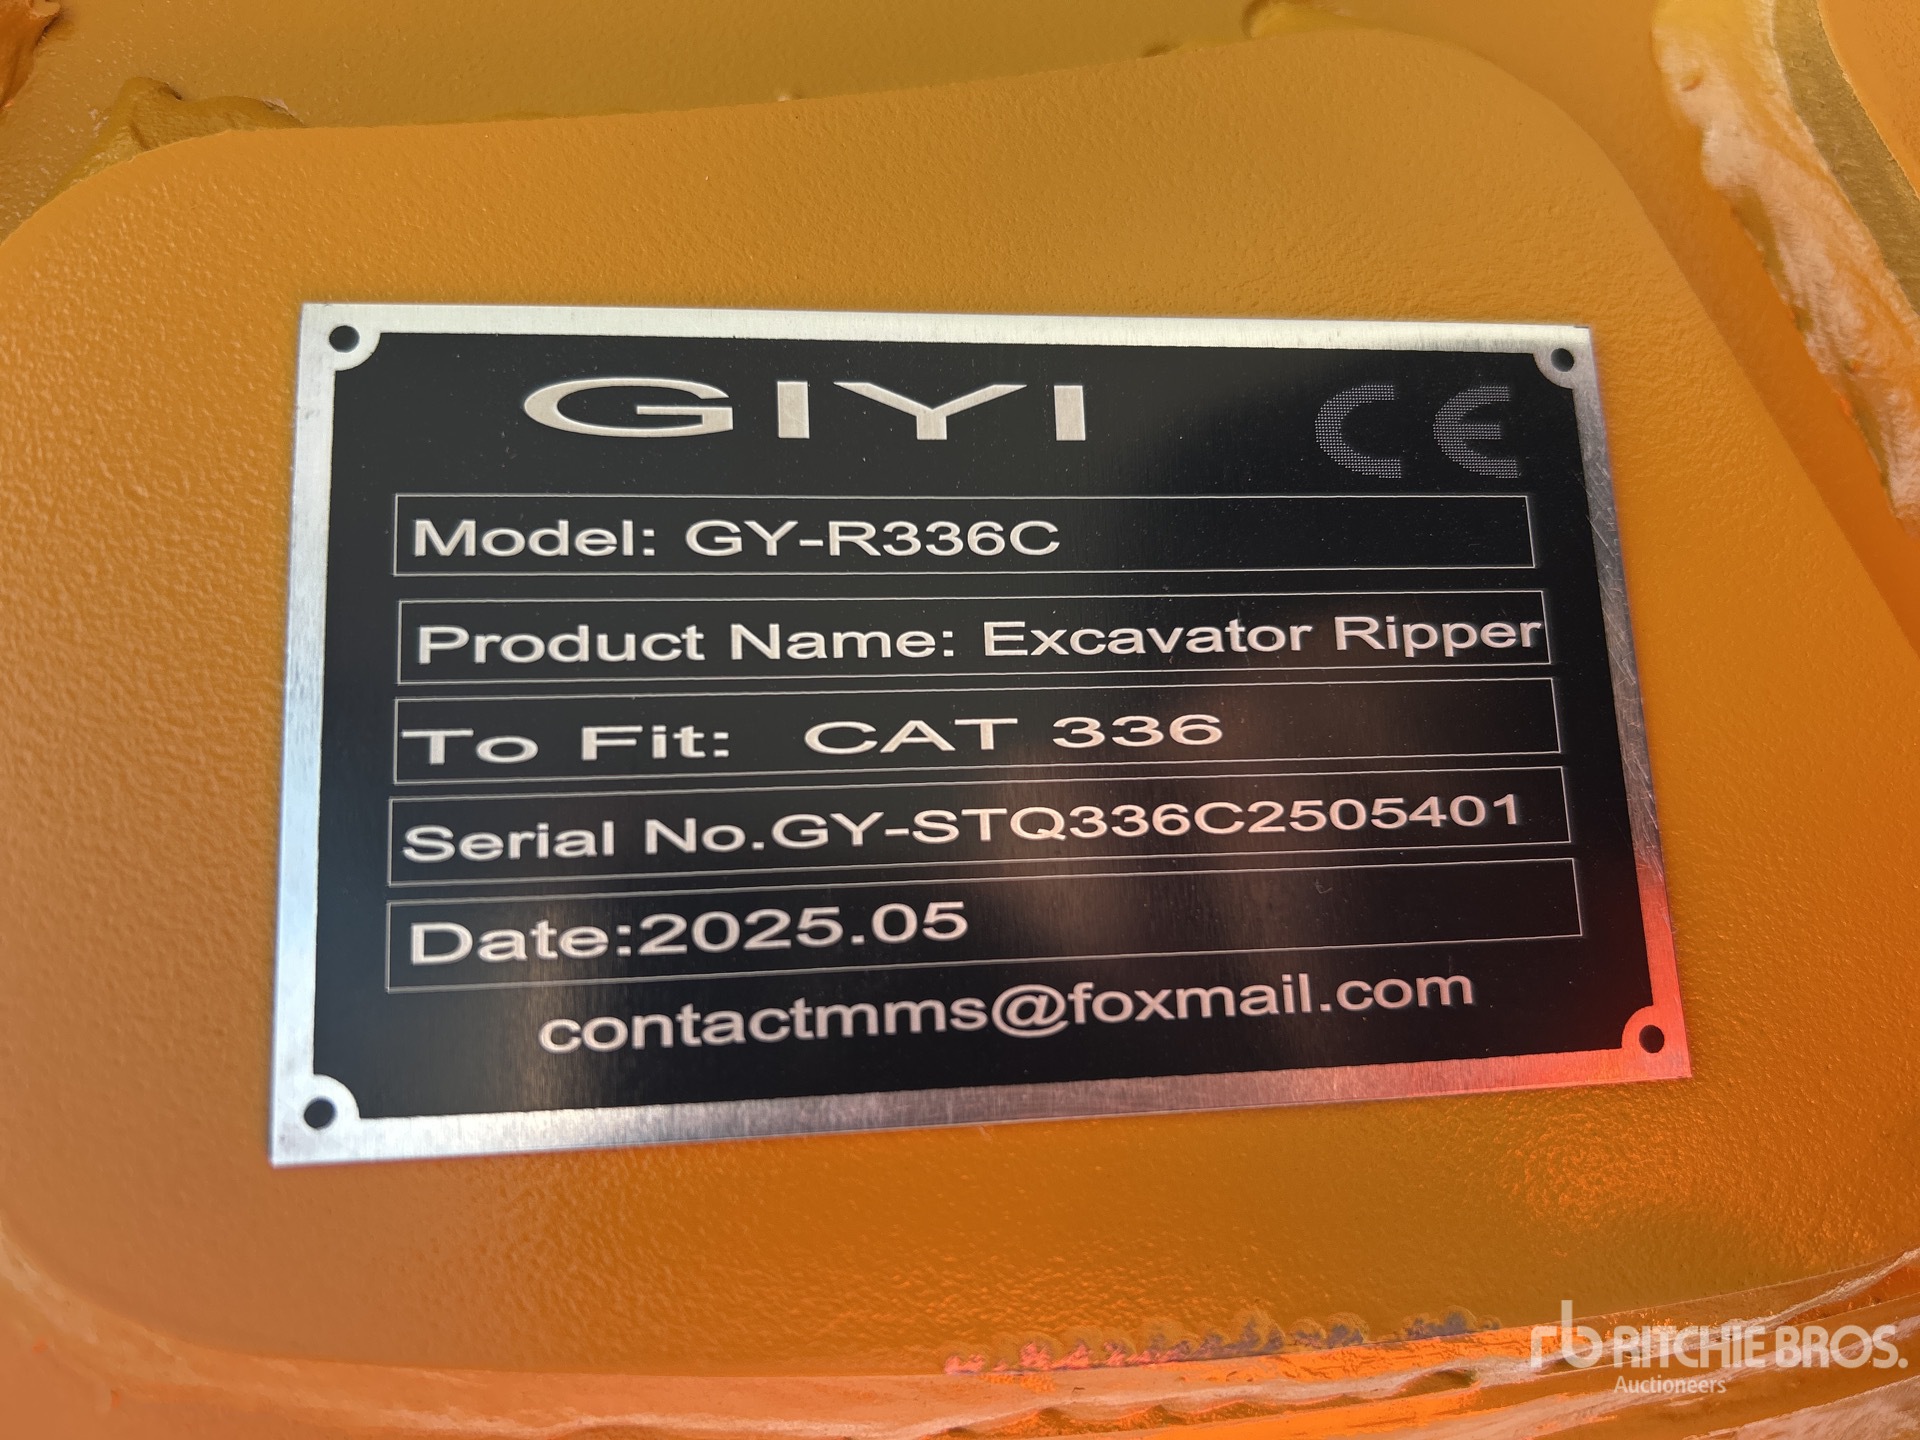 GIYI CE
Model: GY-R336C
Product Name: Excavator Ripper
To Fit: CAT 336
Serial No.GY-STQ336C2505401
Date:2025.05
contactmms@foxmail.com
rb RITCHIE BROS.
Auctioneers